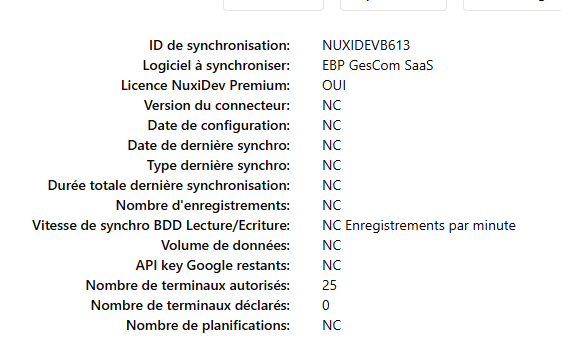 ID de synchronisation: NUXIDEVB613
Logiciel à synchroniser: EBP GesCom SaaS
Licence NuxiDev Premium: OUI
Version du connecteur: NC
Date de configuration: NC
Date de dernière synchro: NC
Type dernière synchro: NC
Durée totale dernière synchronisation: NC
Nombre d'enregistrements: NC
Vitesse de synchro BDD Lecture/Ecriture: NC Enregistrements par minute
Volume de données: NC
API key Google restants: NC
Nombre de terminaux autorisés: 25
Nombre de terminaux déclarés: 0
Nombre de planifications: NC